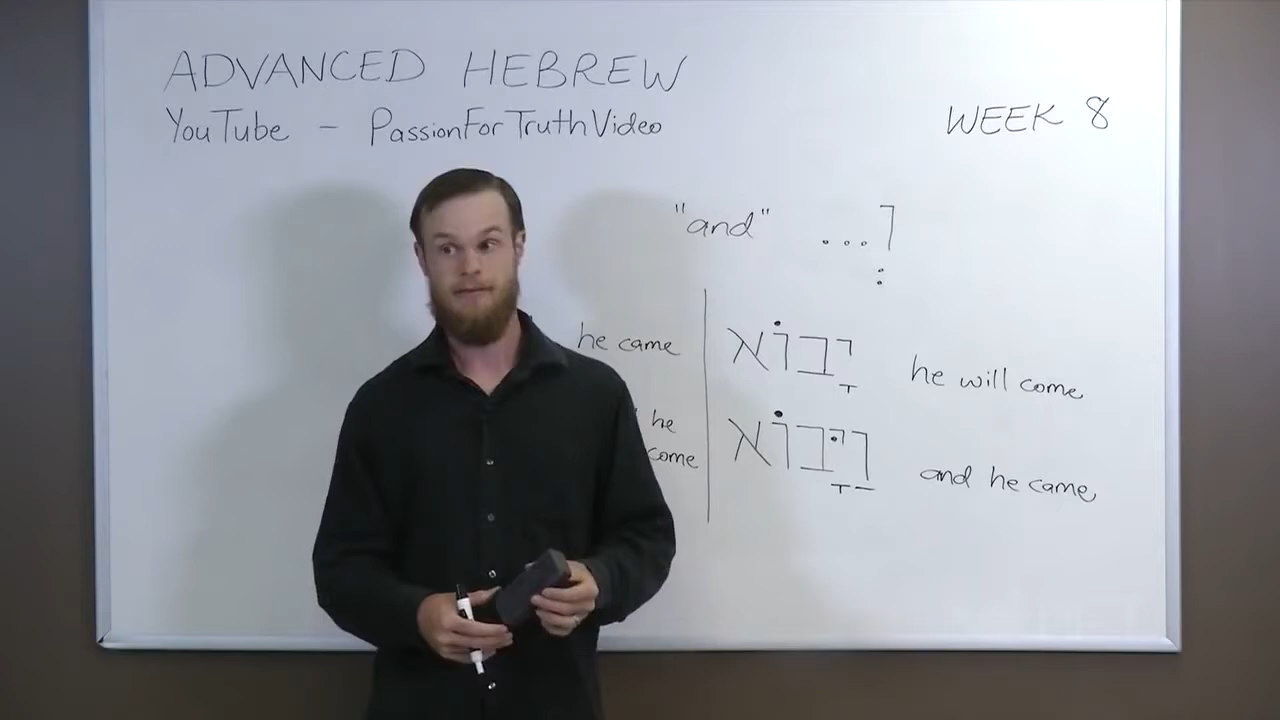 ADVANCED HEBREW
YouTube - PassionForTruthVideo
WEEK 8
"and" ...וְ
he came
יָבוֹא he will come
he
come
וַיָּבוֹא and he came